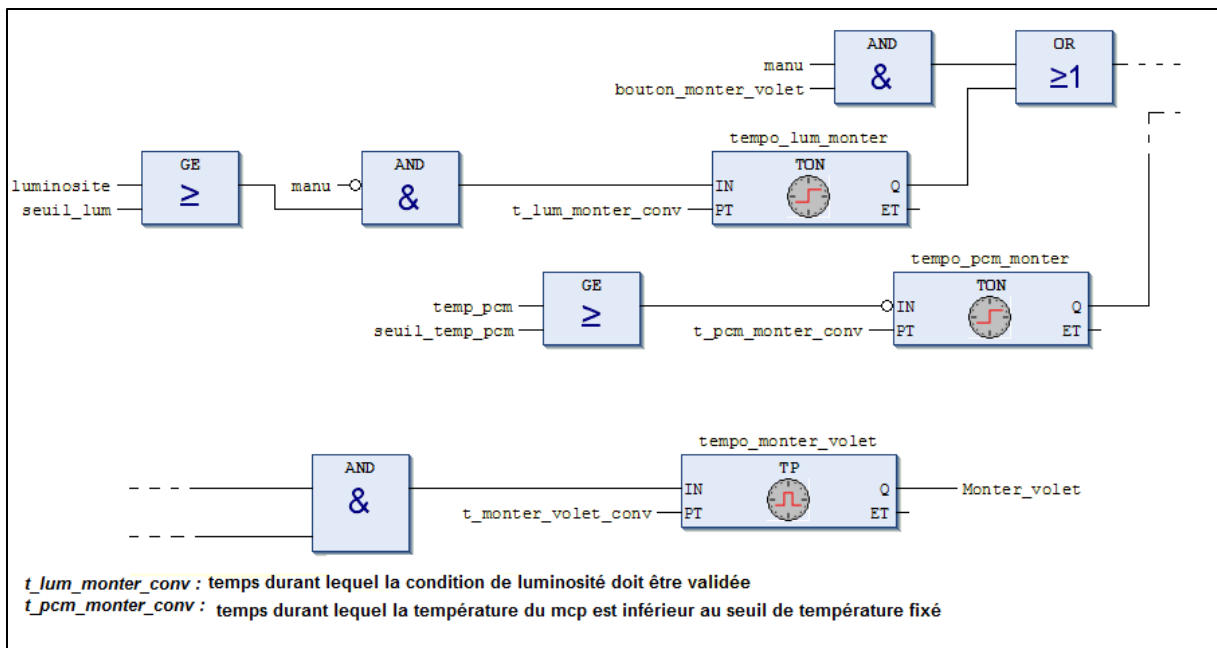 AND
OR
manu
&
≥1
bouton_monter_volet
tempo_lum_monter
GE
AND
TON
luminosite
≥
manu
&
IN
Q
seuil_lum
t_lum_monter_conv
PT
ET
tempo_pcm_monter
GE
TON
temp_pcm
≥
IN
Q
seuil_temp_pcm
t_pcm_monter_conv
PT
ET
tempo_monter_volet
AND
TP
&
IN
Q
Monter_volet
t_monter_volet_conv
PT
ET
t_lum_monter_conv : temps durant lequel la condition de luminosité doit être validée
t_pcm_monter_conv : temps durant lequel la température du mcp est inférieur au seuil de température fixé